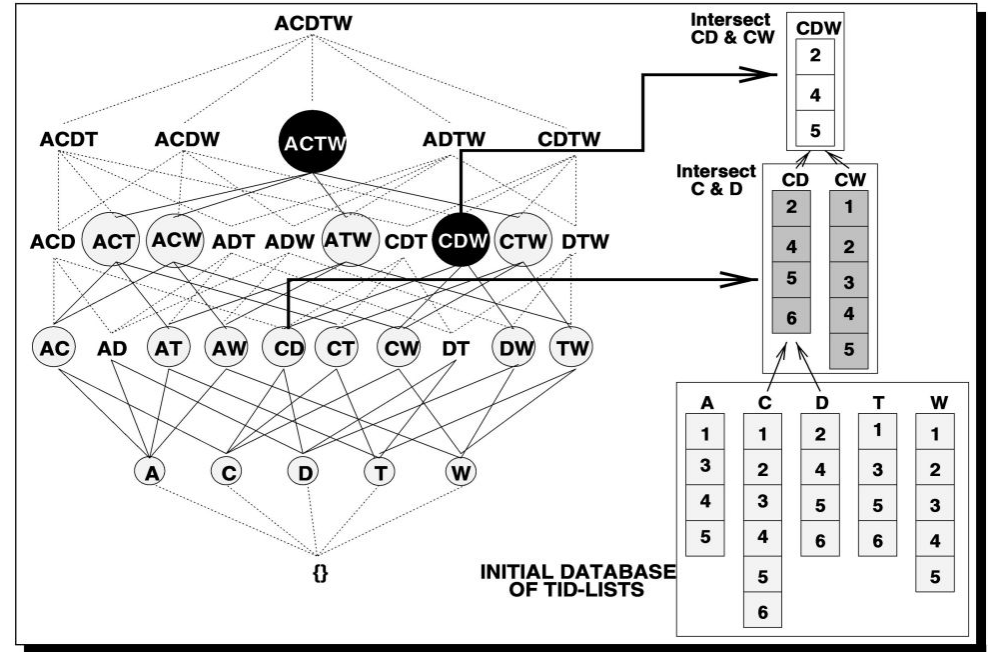 ACDTW
ACDT ACDW ACTW ADTW CDTW
ACD ACT ACW ADT ADW ATW CDT CDW CTW DTW
AC AD AT AW CD CT CW DT DW TW
A C D T W
{}
Intersect
CD & CW
CDW
2
4
5
Intersect
C & D
CD CW
2 1
4 2
5 3
6 4
5
A C D T W
1 1 2 1 1
3 2 4 3 2
4 3 5 5 3
5 4 6 6 4
5 5
6
INITIAL DATABASE
OF TID-LISTS